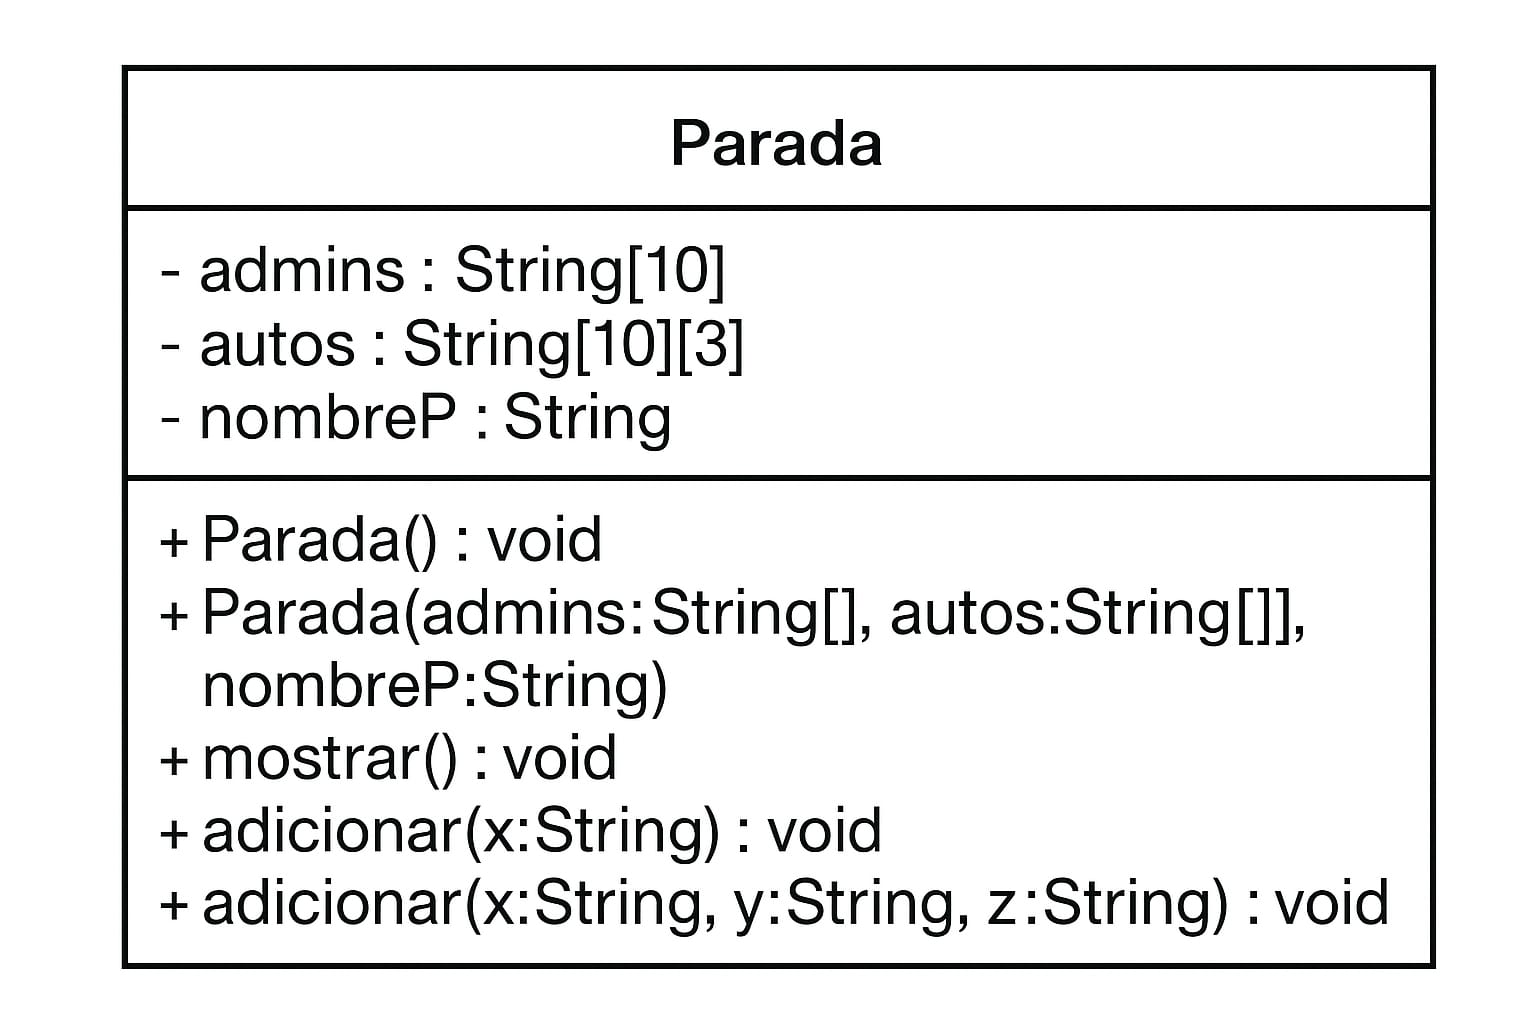 Parada
- admins : String[10]
- autos : String[10][3]
- nombreP : String
+ Parada() : void
+ Parada(admins:String[], autos:String[]],
nombreP:String)
+ mostrar() : void
+ adicionar(x:String) : void
+ adicionar(x:String, y:String, z:String) : void